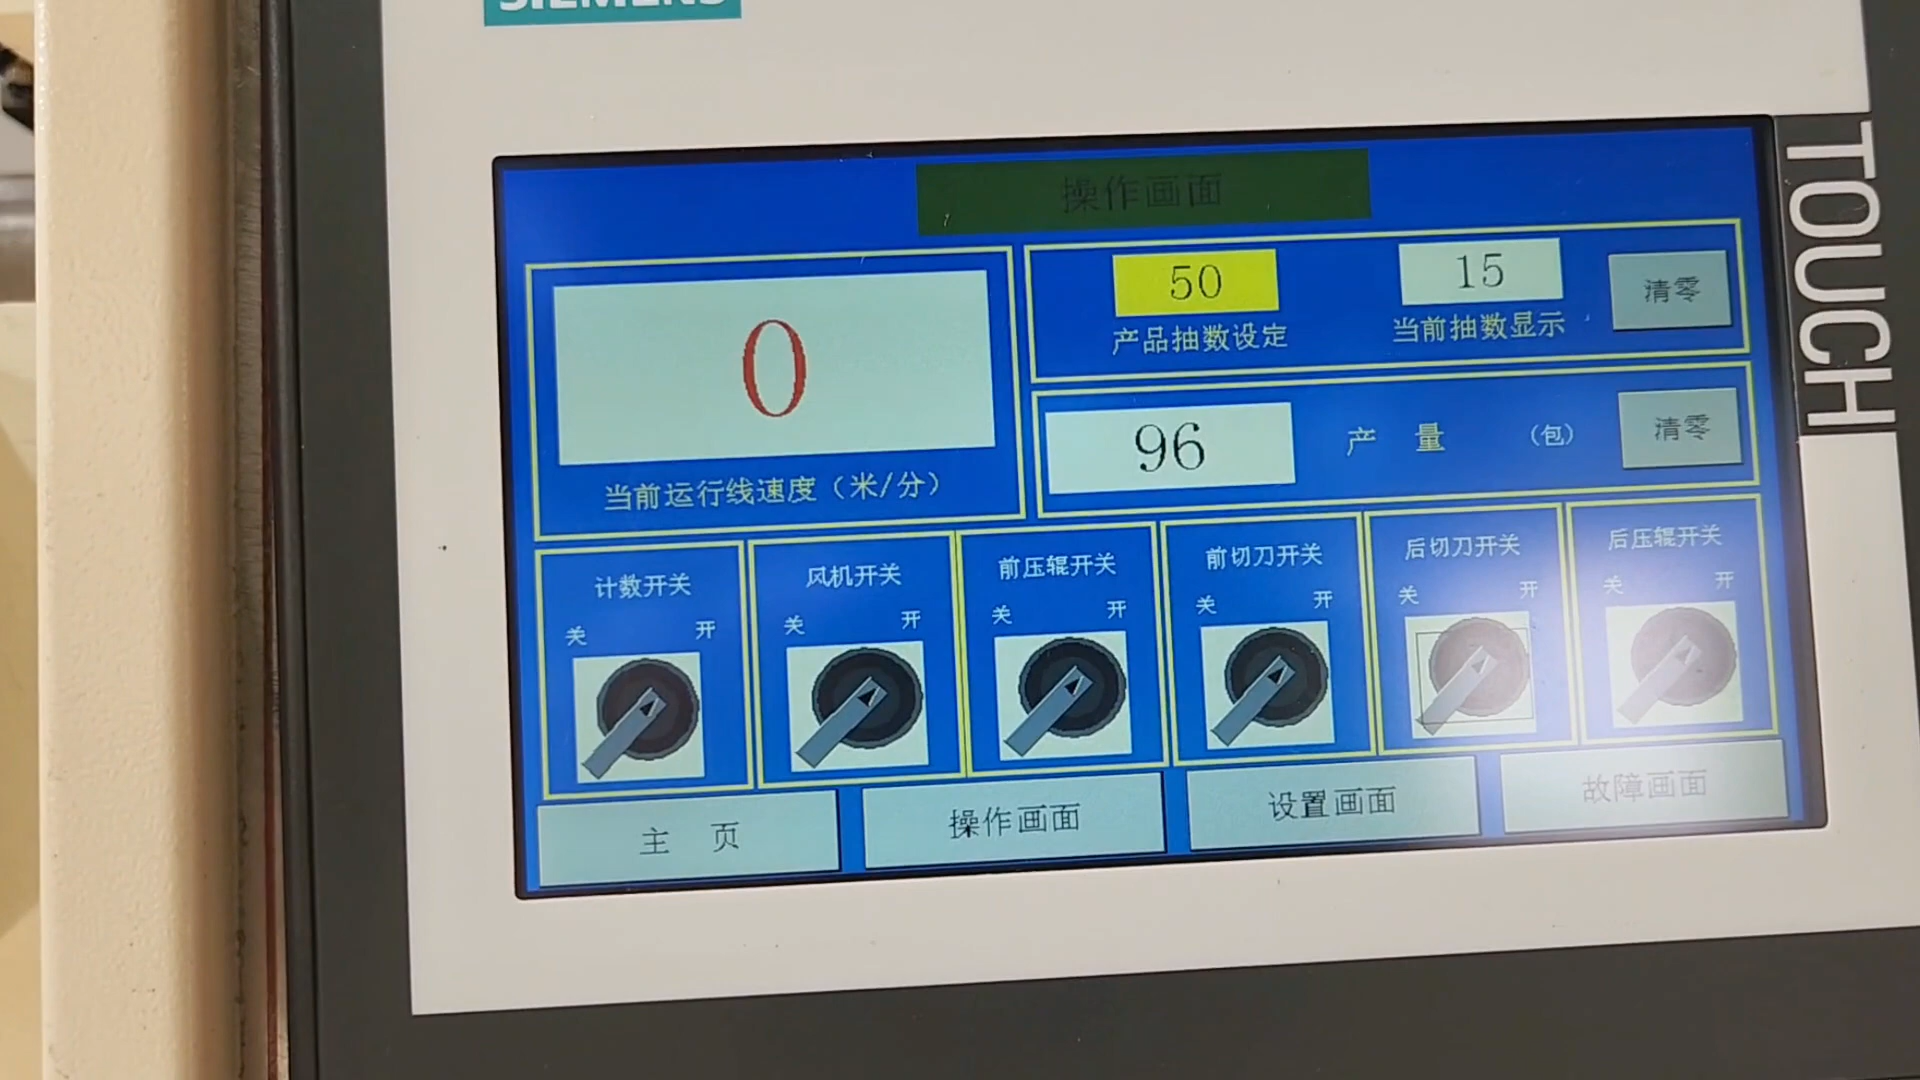 SIEMENS
TOUCH
操作画面
0
当前运行线速度（米/分）
50
产品抽数设定
15
当前抽数显示
清零
96
产 量 （包）
清零
计数开关
关 开
风机开关
关 开
前压辊开关
关 开
前切刀开关
关 开
后切刀开关
关 开
后压辊开关
关 开
主 页
操作画面
设置画面
故障画面